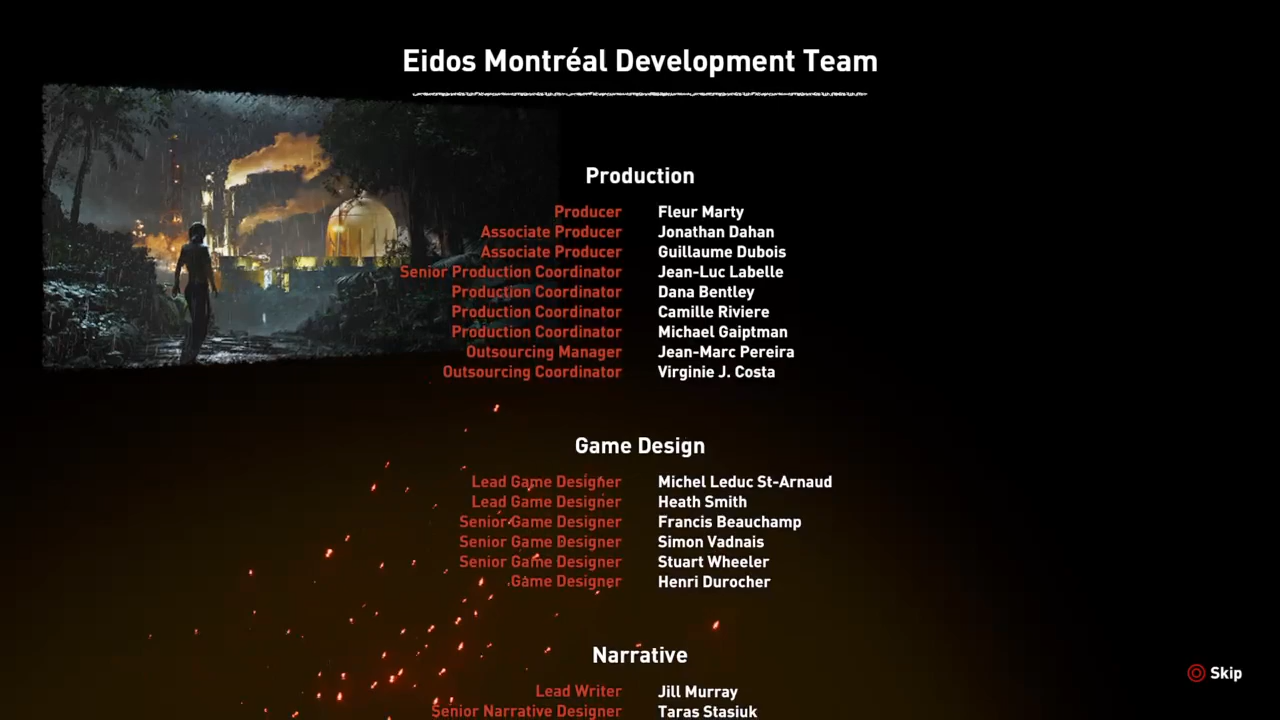 Eidos Montréal Development Team
Production
Producer Fleur Marty
Associate Producer Jonathan Dahan
Associate Producer Guillaume Dubois
Senior Production Coordinator Jean-Luc Labelle
Production Coordinator Dana Bentley
Production Coordinator Camille Riviere
Production Coordinator Michael Gaiptman
Outsourcing Manager Jean-Marc Pereira
Outsourcing Coordinator Virginie J. Costa
Game Design
Lead Game Designer Michel Leduc St-Arnaud
Lead Game Designer Heath Smith
Senior Game Designer Francis Beauchamp
Senior Game Designer Simon Vadnais
Senior Game Designer Stuart Wheeler
Game Designer Henri Durocher
Narrative
Skip
Lead Writer Jill Murray
Senior Narrative Designer Taras Stasiuk